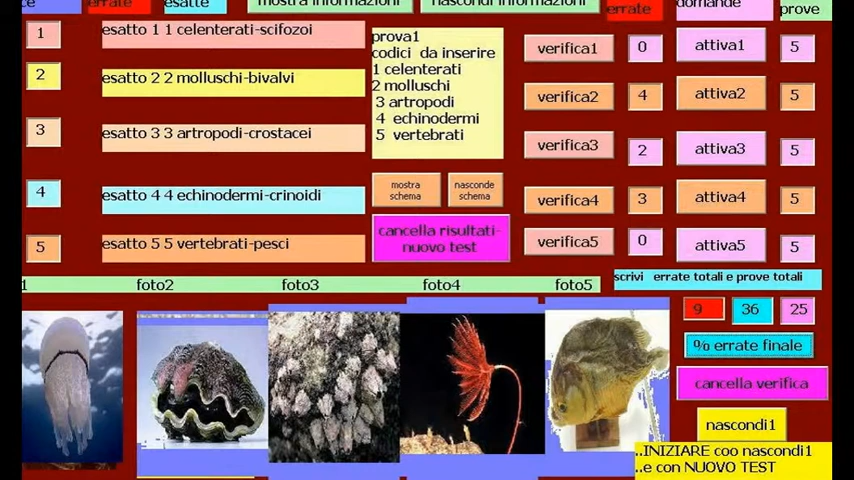 ce errate esatte mostra informazioni nascondi informazioni errate domande prove
1 esatto 1 1 celenterati-scifozoi
2 esatto 2 2 molluschi-bivalvi
3 esatto 3 3 artropodi-crostacei
4 esatto 4 4 echinodermi-crinoidi
5 esatto 5 5 vertebrati-pesci
prova1
codici da inserire
1 celenterati
2 molluschi
3 artropodi
4 echinodermi
5 vertebrati
mostra
schema
nasconde
schema
cancella risultati-
nuovo test
verifica1 0 attiva1 5
verifica2 4 attiva2 5
verifica3 2 attiva3 5
verifica4 3 attiva4 5
verifica5 0 attiva5 5
scrivi errate totali e prove totali
1 foto2 foto3 foto4 foto5
9 36 25
% errate finale
cancella verifica
nascondi1
..INIZIARE coo nascondi1
..e con NUOVO TEST